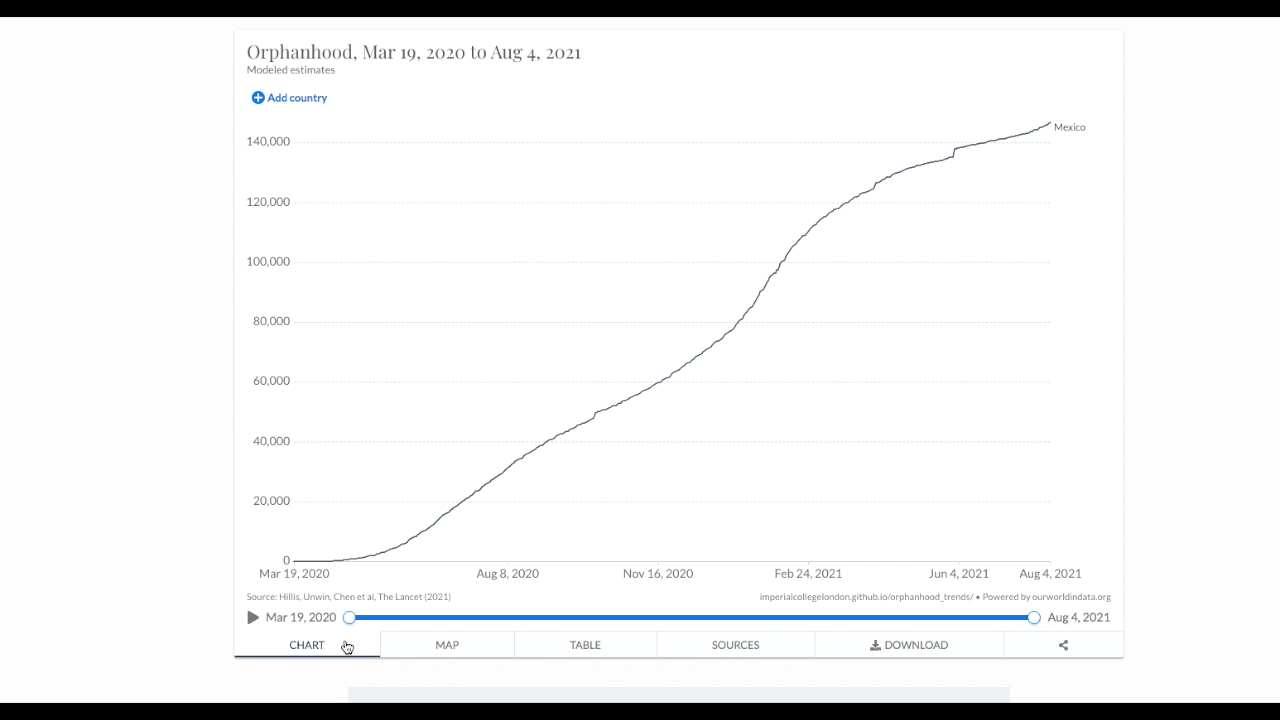 Orphanhood, Mar 19, 2020 to Aug 4, 2021
Modeled estimates
Add country
Mexico
140,000
120,000
100,000
80,000
60,000
40,000
20,000
0
Mar 19, 2020 Aug 8, 2020 Nov 16, 2020 Feb 24, 2021 Jun 4, 2021 Aug 4, 2021
Source: Hillis, Unwin, Chen et al, The Lancet (2021) imperialcollegelondon.github.io/orphanhood_trends/ • Powered by ourworldindata.org
Mar 19, 2020 Aug 4, 2021
CHART MAP TABLE SOURCES DOWNLOAD